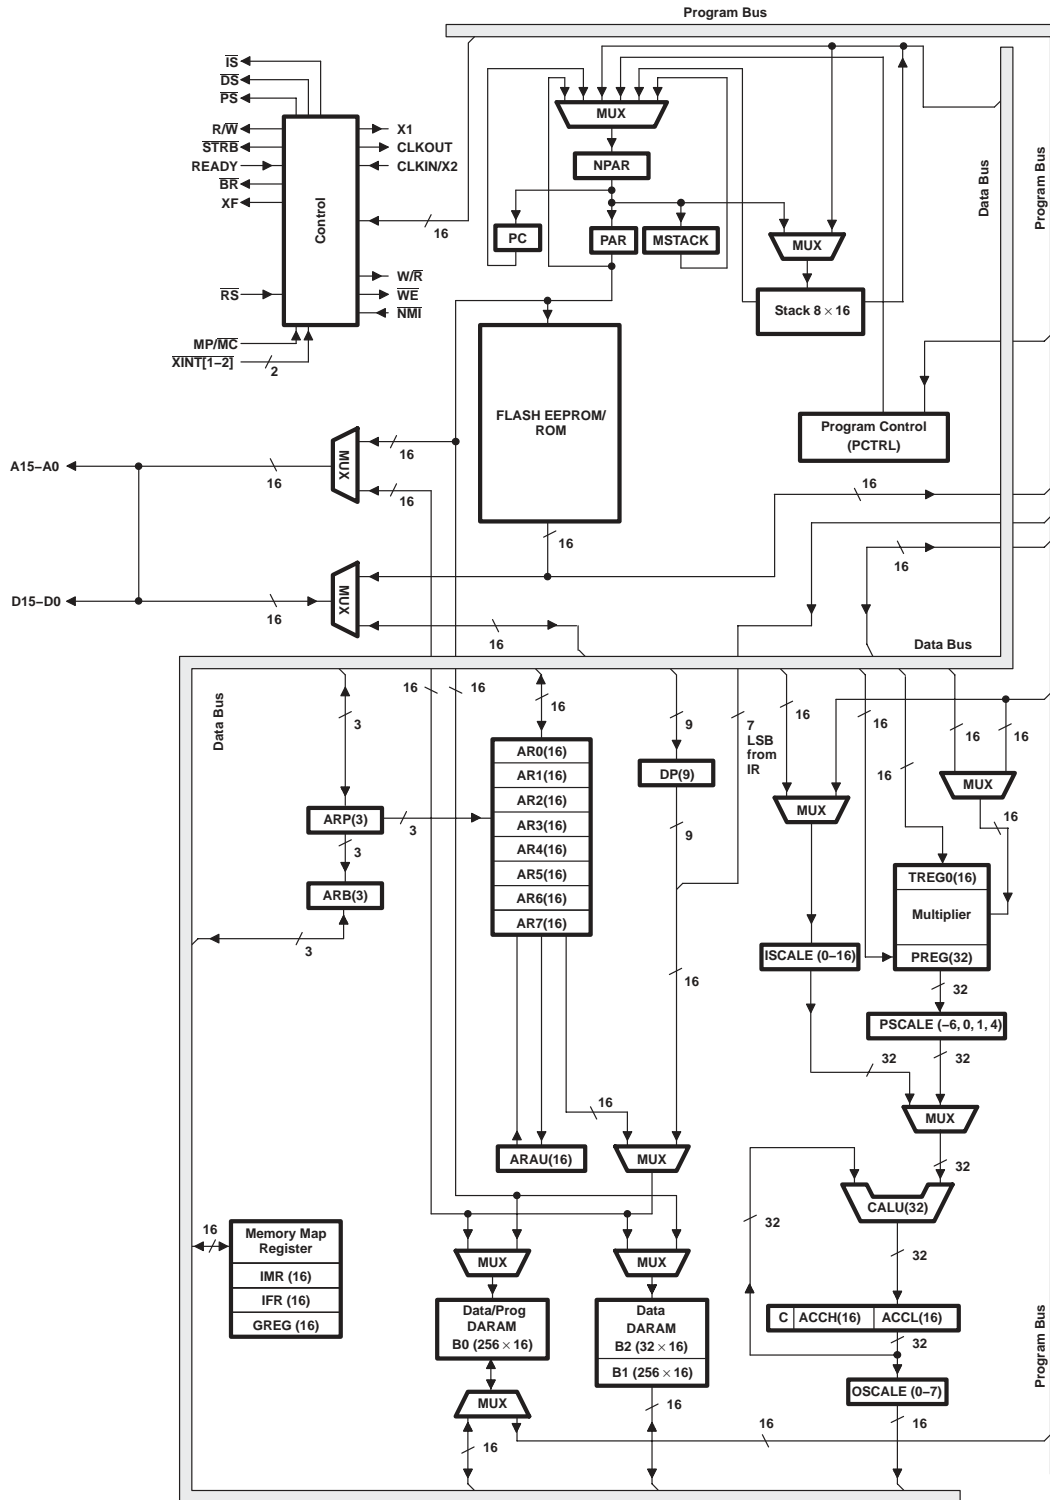 Program Bus
IS
DS
PS
R/W
STRB
READY
BR
XF
X1
CLKOUT
CLKIN/X2
Control
16
W/R
WE
NMI
RS
MP/MC
XINT[1–2]
2
MUX
NPAR
PC
PAR
MSTACK
MUX
Stack 8 × 16
Data Bus
Program Bus
FLASH EEPROM/
ROM
Program Control
(PCTRL)
A15–A0
16
MUX
16
16
16
16
16
D15–D0
16
MUX
16
Data Bus
Data Bus
3
16
16
16
9
7
LSB
from
IR
16
16
16
16
16
AR0(16)
AR1(16)
AR2(16)
AR3(16)
AR4(16)
AR5(16)
AR6(16)
AR7(16)
DP(9)
9
MUX
MUX
16
ARP(3)
3
3
ARB(3)
3
TREG0(16)
Multiplier
PREG(32)
ISCALE (0–16)
16
32
PSCALE (–6, 0, 1, 4)
32
32
16
MUX
ARAU(16)
MUX
32
CALU(32)
32
32
16
Memory Map
Register
IMR (16)
IFR (16)
GREG (16)
MUX
MUX
Data/Prog
DARAM
B0 (256 × 16)
Data
DARAM
B2 (32 × 16)
B1 (256 × 16)
C
ACCH(16)
ACCL(16)
32
OSCALE (0–7)
MUX
16
16
16
16
Program Bus